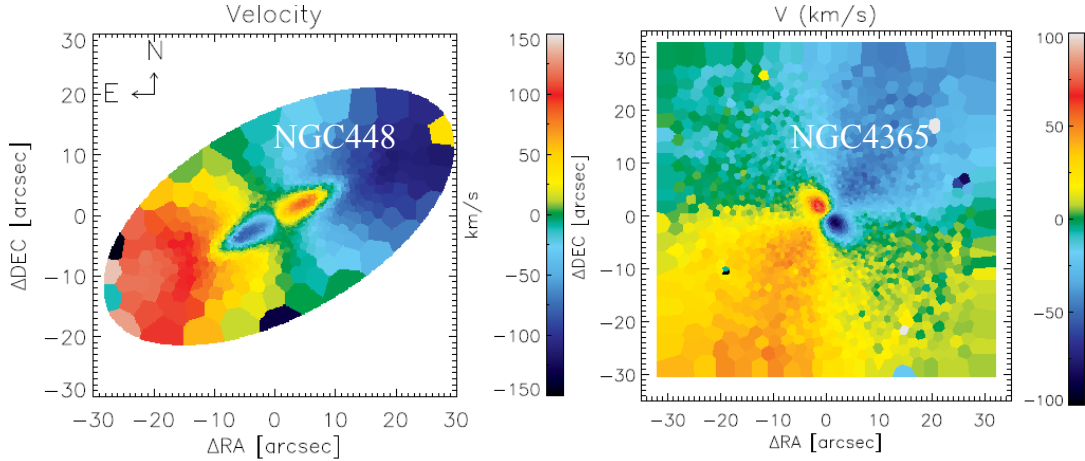 Velocity
30
20
10
0
−10
−20
−30
ΔDEC [arcsec]
N
E
NGC448
−30 −20 −10 0 10 20 30
ΔRA [arcsec]
150
100
50
0
−50
−100
−150
km/s
V (km/s)
30
20
10
0
−10
−20
−30
ΔDEC [arcsec]
NGC4365
−30 −20 −10 0 10 20 30
ΔRA [arcsec]
100
50
0
−50
−100